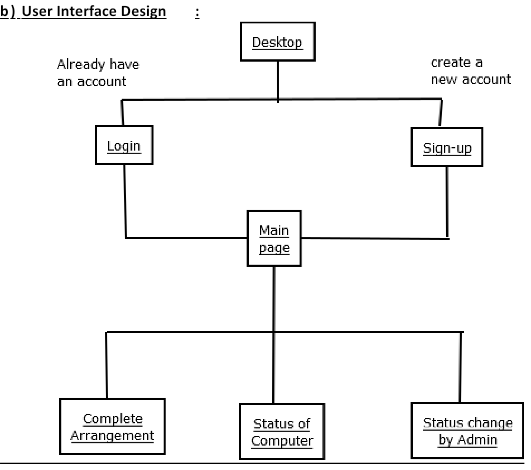 b) User Interface Design :
Desktop
Already have
an account
create a
new account
Login
Sign-up
Main
page
Complete
Arrangement
Status of
Computer
Status change
by Admin